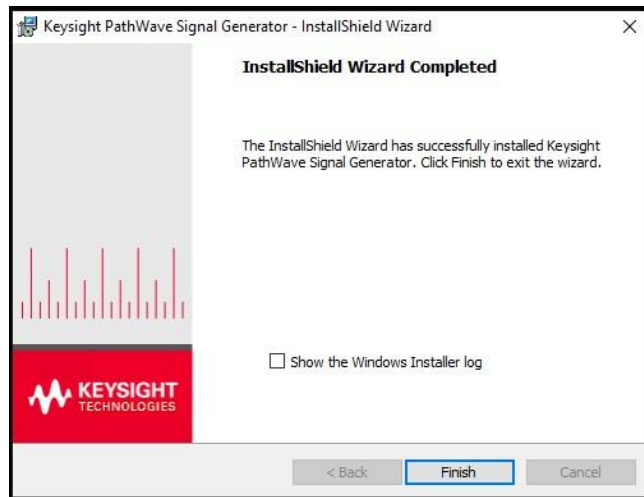 Keysight PathWave Signal Generator - InstallShield Wizard
InstallShield Wizard Completed
The InstallShield Wizard has successfully installed Keysight
PathWave Signal Generator. Click Finish to exit the wizard.
Show the Windows Installer log
KEYSIGHT
TECHNOLOGIES
< Back
Finish
Cancel